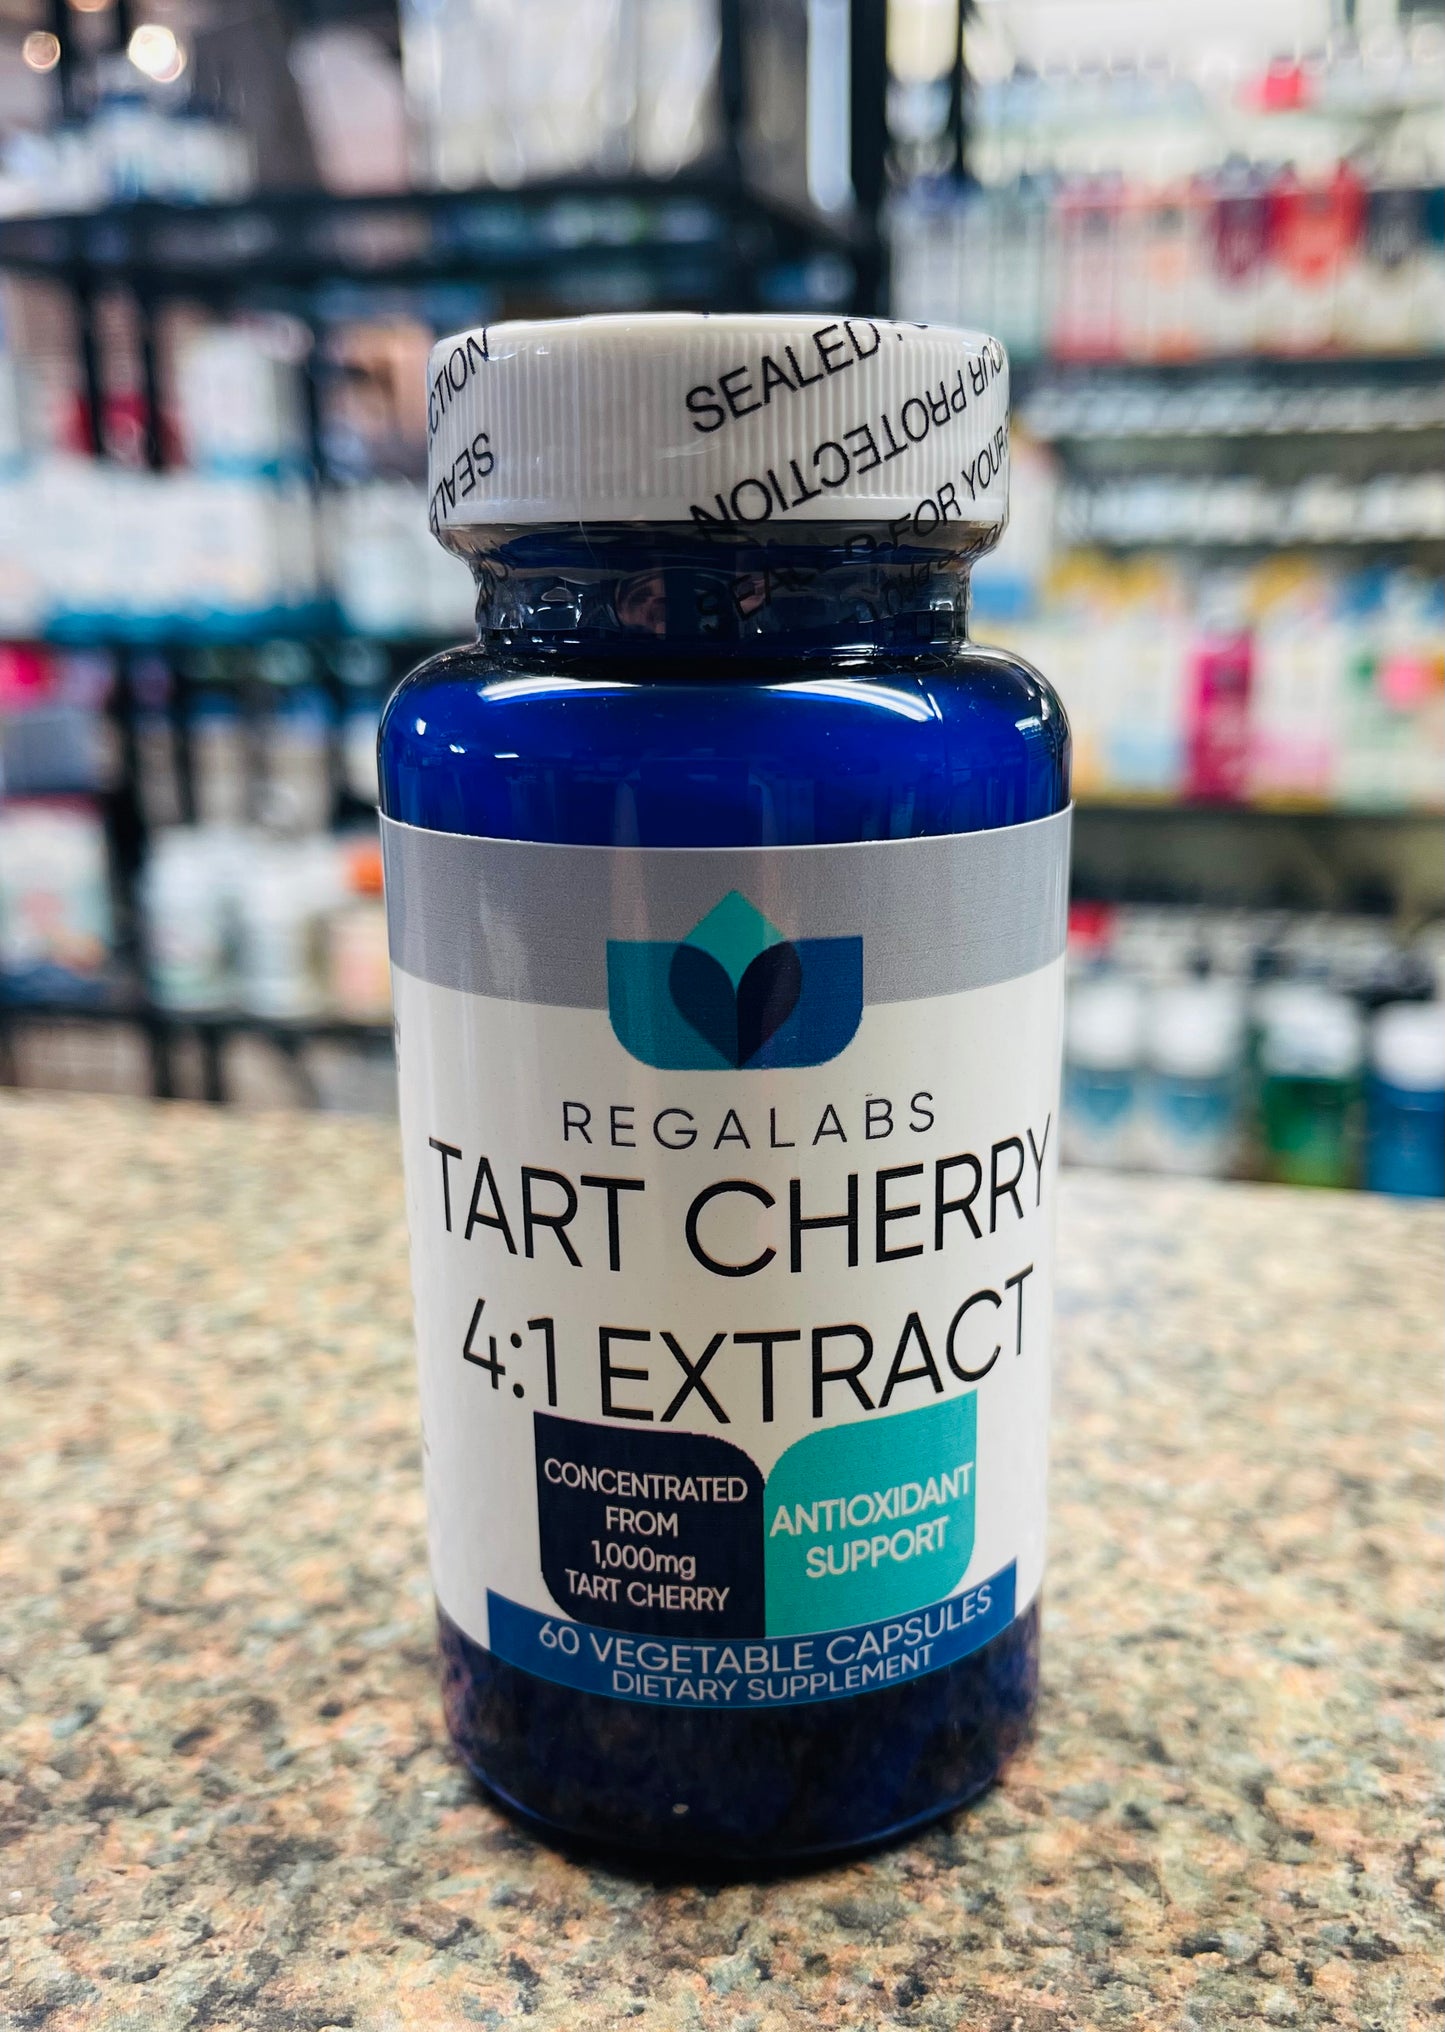 SEALED
PROTECTION
FOR YOUR
REGALABS
TART CHERRY
4:1 EXTRACT
CONCENTRATED
FROM
1,000mg
TART CHERRY
ANTIOXIDANT
SUPPORT
60 VEGETABLE CAPSULES
DIETARY SUPPLEMENT